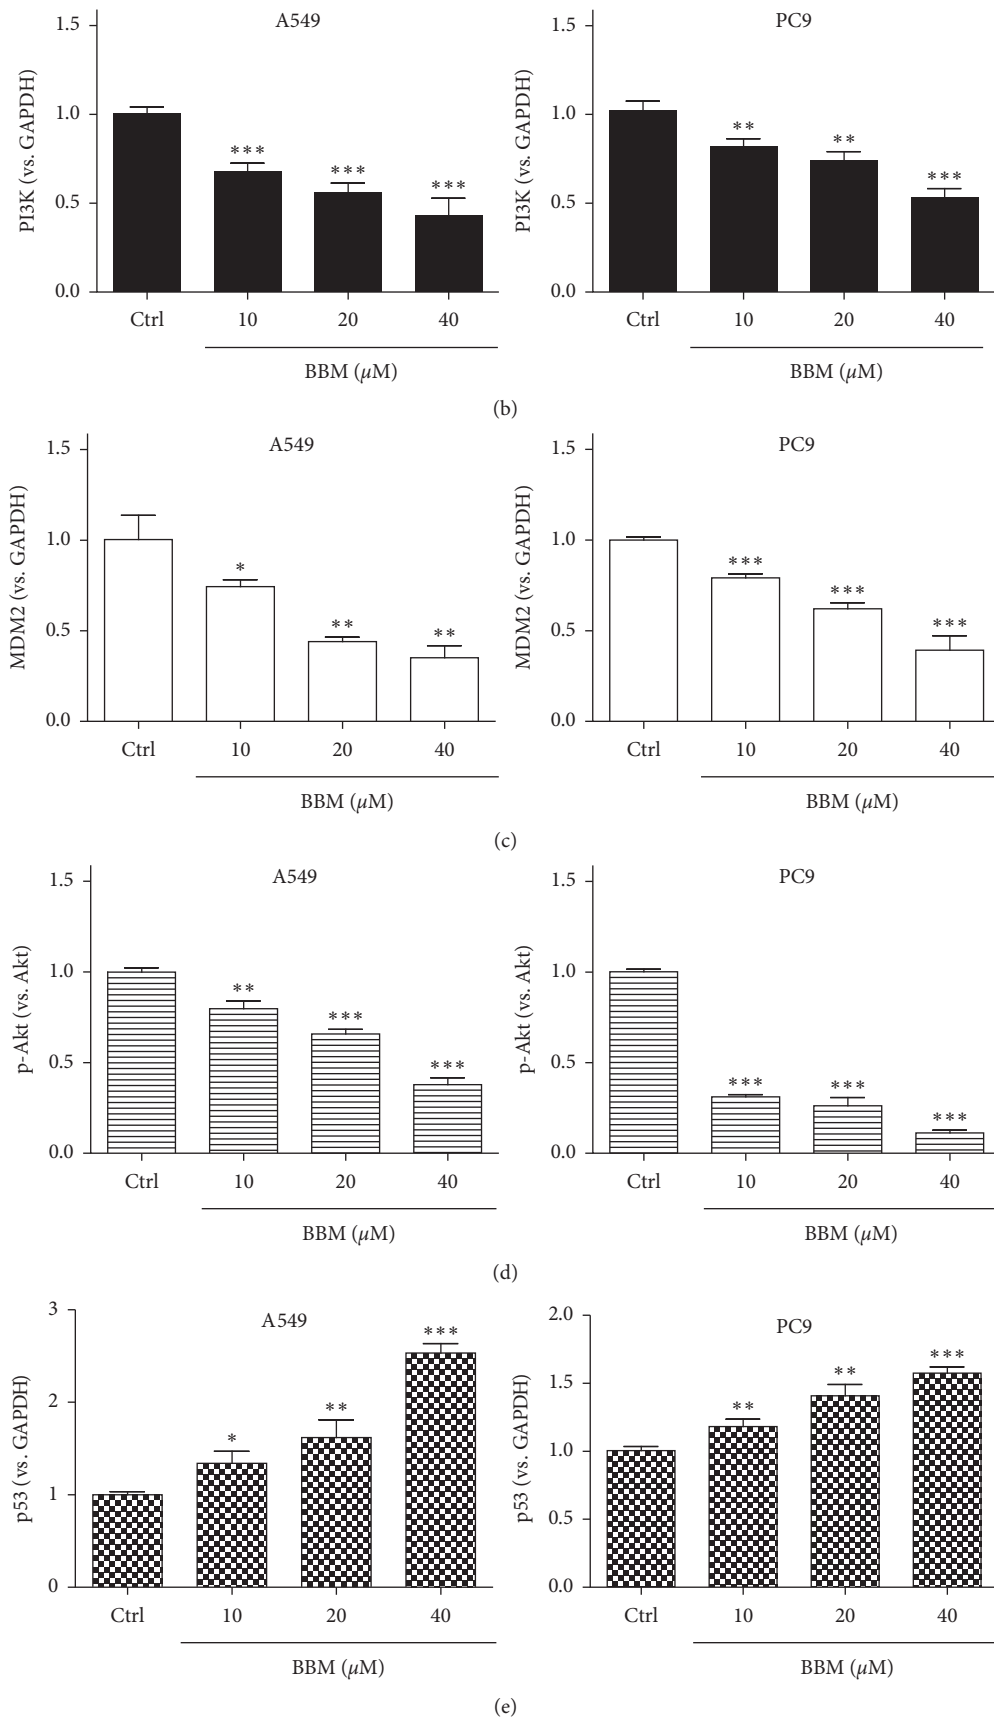 A549
PI3K (vs. GAPDH)
1.5
1.0
0.5
0.0
***
***
***
Ctrl 10 20 40
BBM (μM)
PC9
PI3K (vs. GAPDH)
1.5
1.0
0.5
0.0
**
**
***
Ctrl 10 20 40
BBM (μM)
(b)
A549
MDM2 (vs. GAPDH)
1.5
1.0
0.5
0.0
*
**
**
Ctrl 10 20 40
BBM (μM)
PC9
MDM2 (vs. GAPDH)
1.5
1.0
0.5
0.0
***
***
***
Ctrl 10 20 40
BBM (μM)
(c)
A549
p-Akt (vs. Akt)
1.5
1.0
0.5
0.0
**
***
***
Ctrl 10 20 40
BBM (μM)
PC9
p-Akt (vs. Akt)
1.5
1.0
0.5
0.0
***
***
***
Ctrl 10 20 40
BBM (μM)
(d)
A549
p53 (vs. GAPDH)
3
2
1
0
*
**
***
Ctrl 10 20 40
BBM (μM)
PC9
p53 (vs. GAPDH)
2.0
1.5
1.0
0.5
0.0
**
**
***
Ctrl 10 20 40
BBM (μM)
(e)